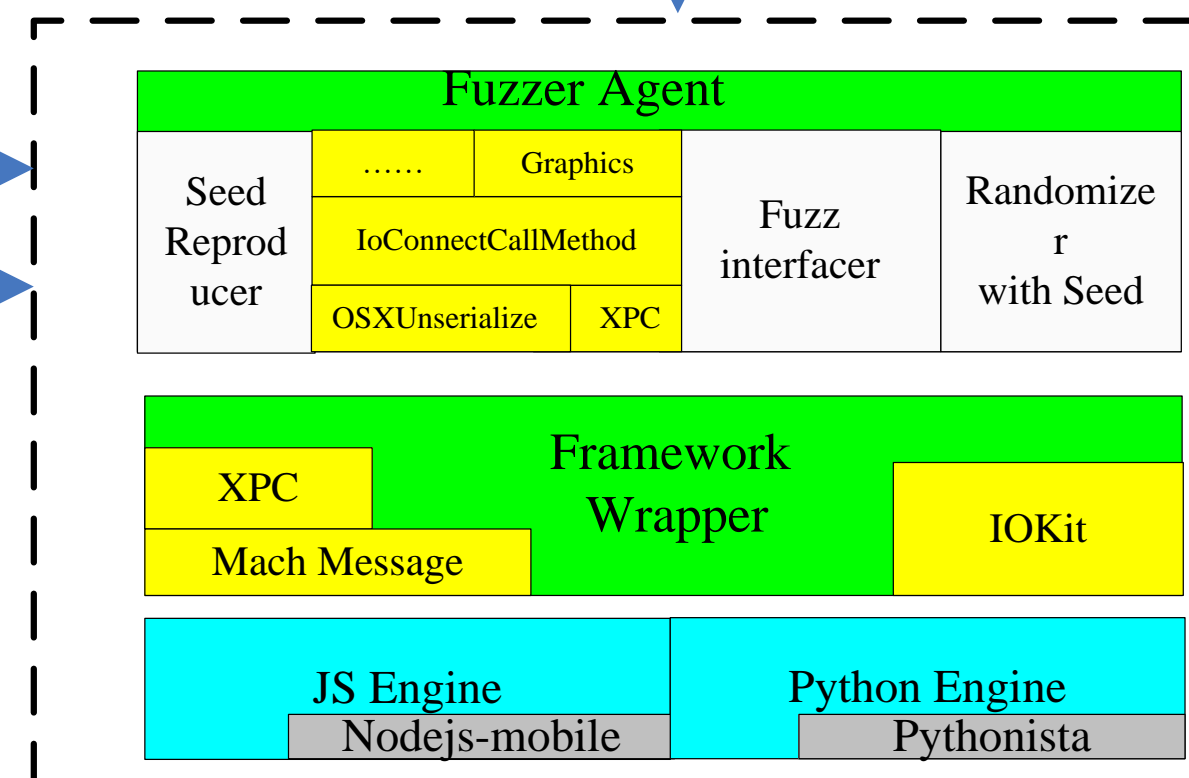 Fuzzer Agent
Seed
Reprod
ucer
……
Graphics
IoConnectCallMethod
OSXUnserialize
XPC
Fuzz
interfacer
Randomize
r
with Seed
Framework
Wrapper
XPC
Mach Message
IOKit
JS Engine
Nodejs-mobile
Python Engine
Pythonista